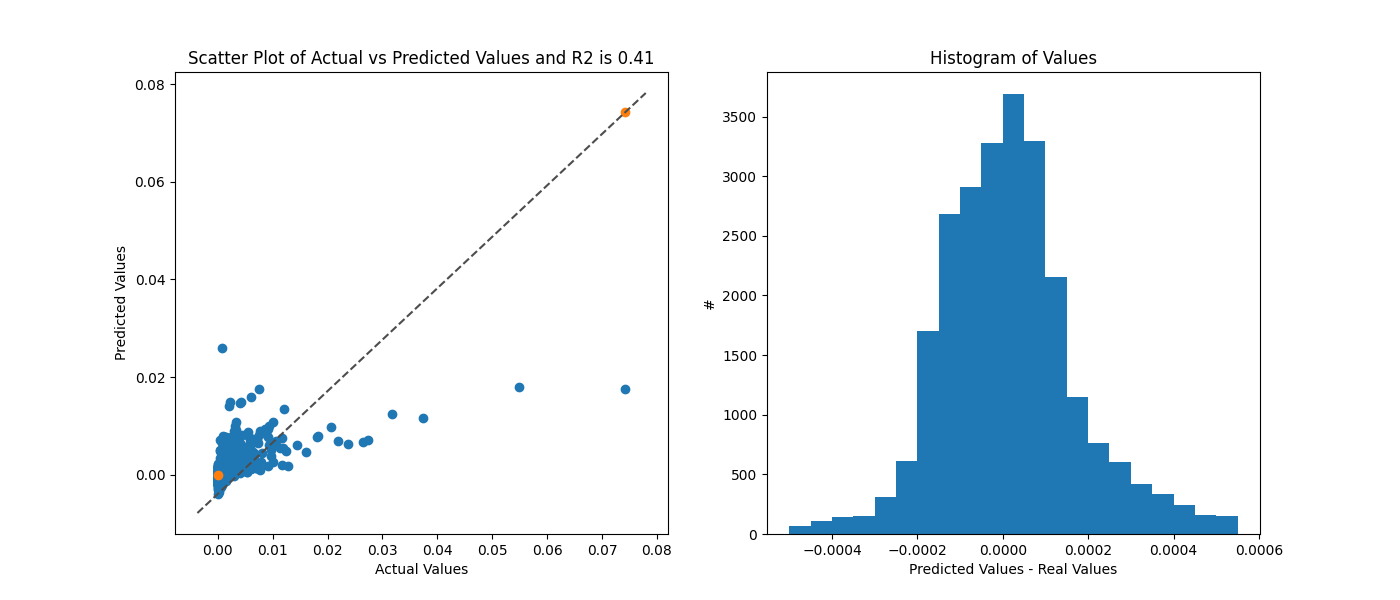 Scatter Plot of Actual vs Predicted Values and R2 is 0.41
0.08
0.06
0.04
0.02
0.00
Predicted Values
0.00 0.01 0.02 0.03 0.04 0.05 0.06 0.07 0.08
Actual Values
Histogram of Values
3500
3000
2500
2000
1500
1000
500
0
#
−0.0004 −0.0002 0.0000 0.0002 0.0004 0.0006
Predicted Values - Real Values